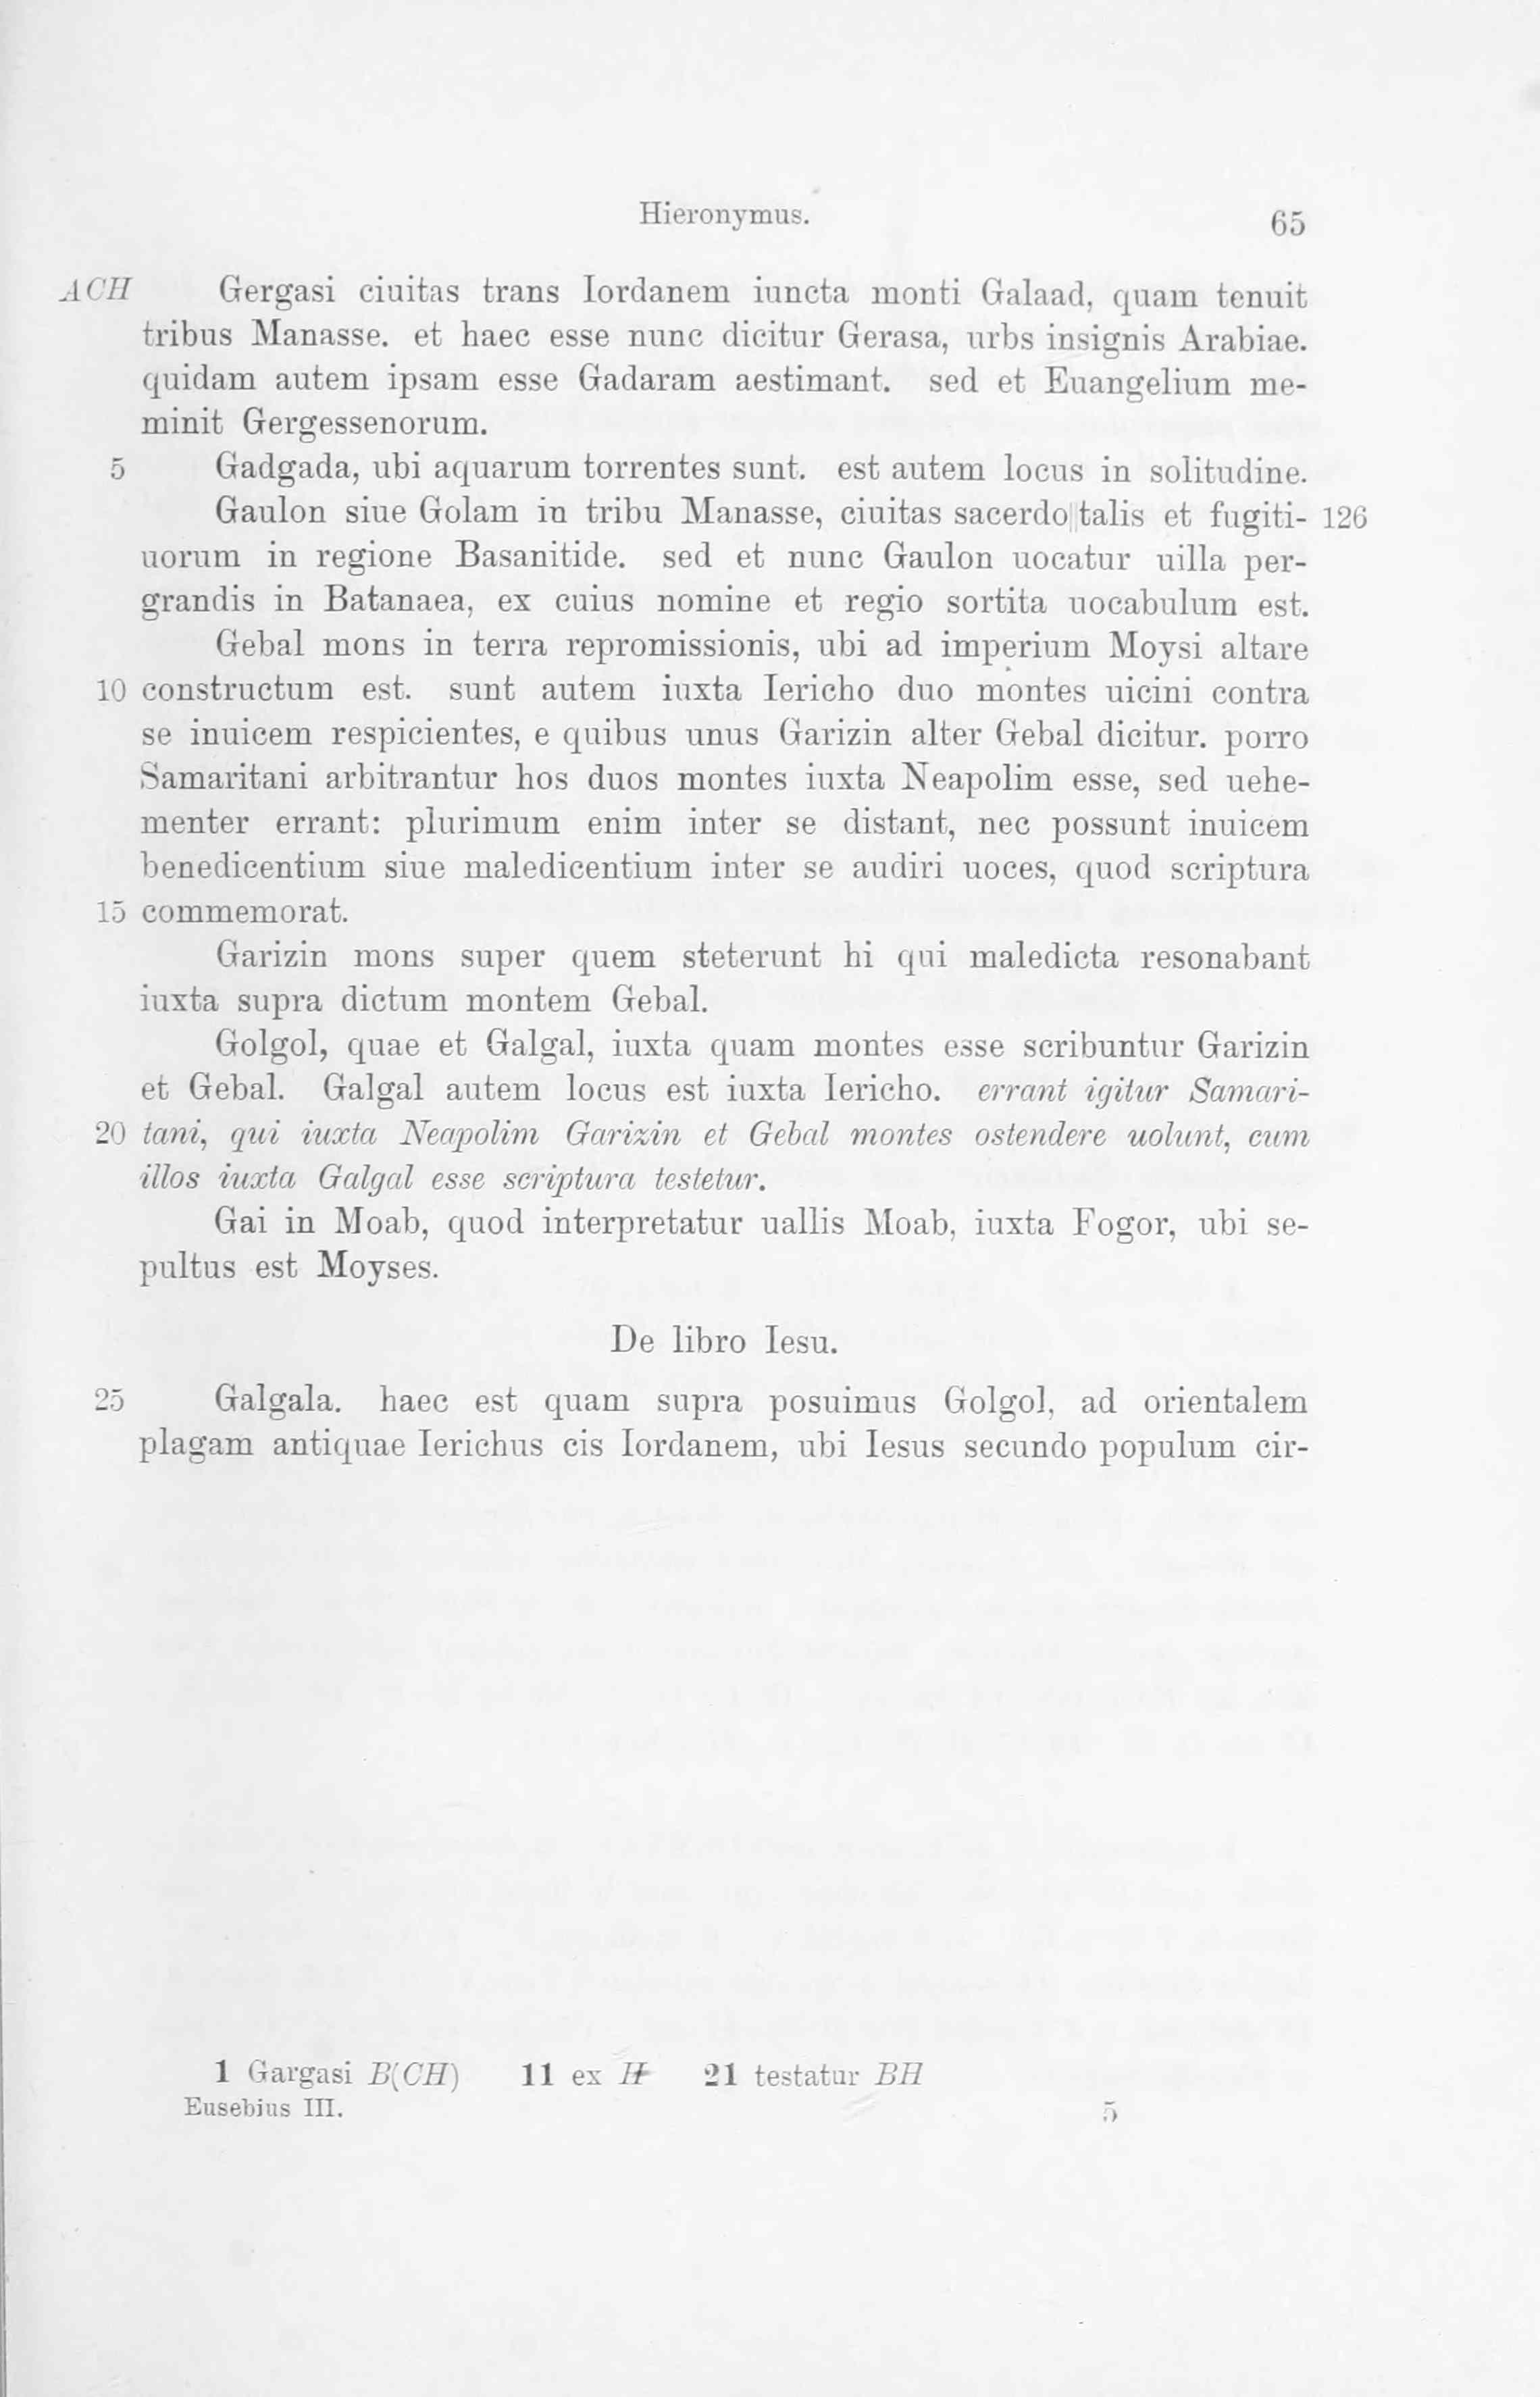 Hieronymus. 65
ACH Gergasi ciuitas trans Iordanem iuncta monti Galaad, quam tenuit
tribus Manasse. et haec esse nunc dicitur Gerasa, urbs insignis Arabiae.
quidam autem ipsam esse Gadaram aestimant. sed et Euangelium me-
minit Gergessenorum.
5 Gadgada, ubi aquarum torrentes sunt. est autem locus in solitudine.
Gaulon siue Golam in tribu Manasse, ciuitas sacerdo||talis et fugiti- 126
uorum in regione Basanitide. sed et nunc Gaulon uocatur uilla per-
grandis in Batanaea, ex cuius nomine et regio sortita uocabulum est.
Gebal mons in terra repromissionis, ubi ad imperium Moysi altare
10 constructum est. sunt autem iuxta Iericho duo montes uicini contra
se inuicem respicientes, e quibus unus Garizin alter Gebal dicitur. porro
Samaritani arbitrantur hos duos montes iuxta Neapolim esse, sed uehe-
menter errant: plurimum enim inter se distant, nec possunt inuicem
benedicentium siue maledicentium inter se audiri uoces, quod scriptura
15 commemorat.
Garizin mons super quem steterunt hi qui maledicta resonabant
iuxta supra dictum montem Gebal.
Golgol, quae et Galgal, iuxta quam montes esse scribuntur Garizin
et Gebal. Galgal autem locus est iuxta Iericho. errant igitur Samari-
20 tani, qui iuxta Neapolim Garizin et Gebal montes ostendere uolunt, cum
illos iuxta Galgal esse scriptura testetur.
Gai in Moab, quod interpretatur uallis Moab, iuxta Fogor, ubi se-
pultus est Moyses.
De libro Iesu.
25 Galgala. haec est quam supra posuimus Golgol, ad orientalem
plagam antiquae Ierichus cis Iordanem, ubi Iesus secundo populum cir-
1 Gargasi B(CH) 11 ex H 21 testatur BH
Eusebius III. 5